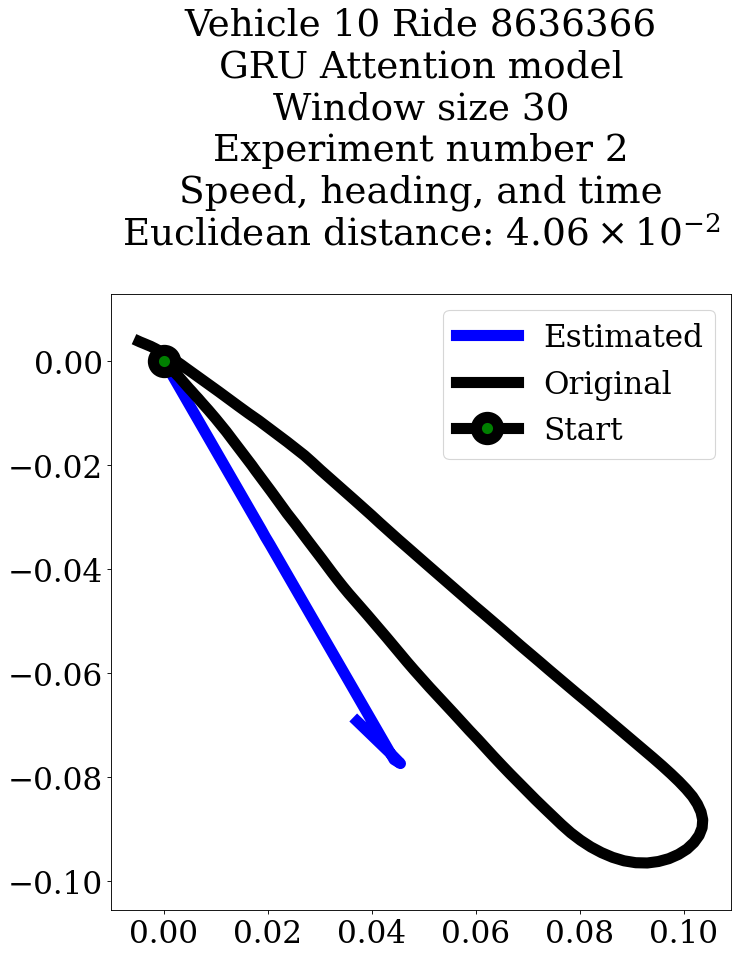 Vehicle 10 Ride 8636366
GRU Attention model
Window size 30
Experiment number 2
Speed, heading, and time
Euclidean distance: 4.06 × 10⁻²
Estimated
Original
Start
0.00
−0.02
−0.04
−0.06
−0.08
−0.10
0.00 0.02 0.04 0.06 0.08 0.10